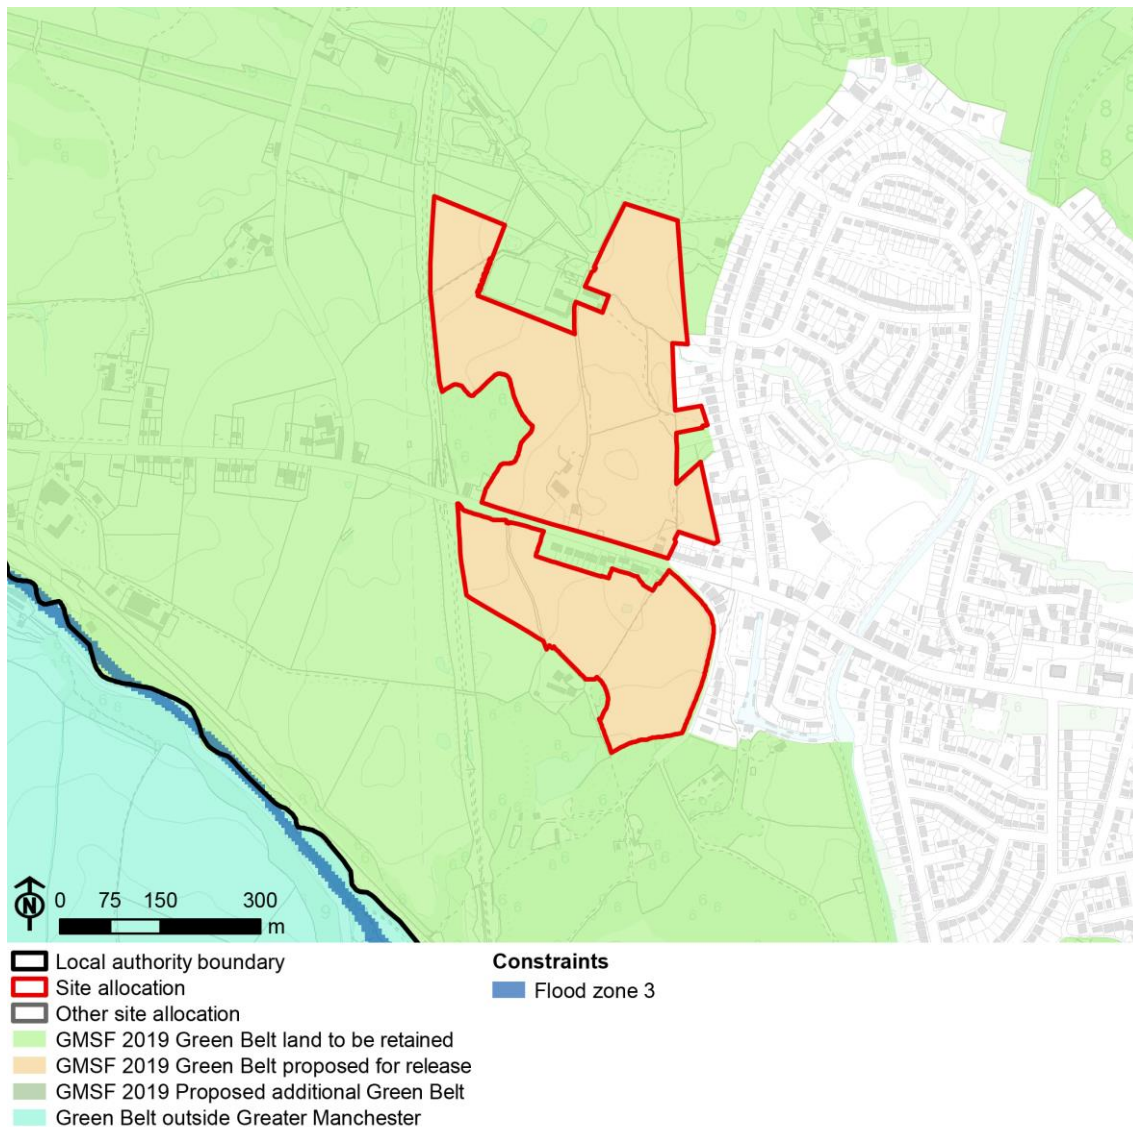 N
0 75 150 300
m
Local authority boundary
Site allocation
Other site allocation
GMSF 2019 Green Belt land to be retained
GMSF 2019 Green Belt proposed for release
GMSF 2019 Proposed additional Green Belt
Green Belt outside Greater Manchester
Constraints
Flood zone 3